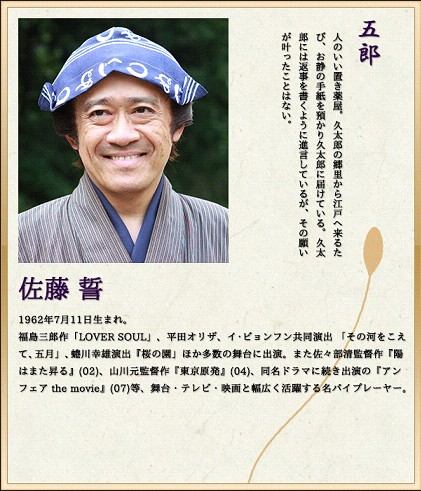 五郎
人のいい置き薬屋。久太郎の郷里から江戸へ来るた
び、お静の手紙を預かり久太郎に届けている。久太
郎には返事を書くように進言しているが、その願い
が叶ったことはない。
佐藤 誓
1962年7月11日生まれ。
福島三郎作「LOVER SOUL」、平田オリザ、イ・ビョンフン共同演出 「その河をこえ
て、五月」、蜷川幸雄演出『桜の園』ほか多数の舞台に出演。また佐々部清監督作『陽
はまた昇る』(02)、山川元監督作『東京原発』(04)、同名ドラマに続き出演の『アン
フェア the movie』(07)等、舞台・テレビ・映画と幅広く活躍する名バイプレーヤー。